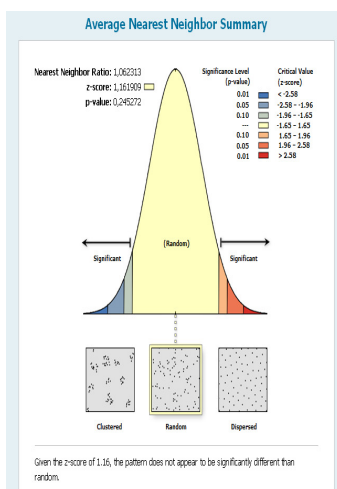 Average Nearest Neighbor Summary
Nearest Neighbor Ratio: 1,062313
z-score: 1,161909
p-value: 0,245272
Significance Level (p-value)
Critical Value (z-score)
0.01 < -2.58
0.05 -2.58 - -1.96
0.10 -1.96 - -1.65
--- -1.65 - 1.65
0.10 1.65 - 1.96
0.05 1.96 - 2.58
0.01 > 2.58
Significant
(Random)
Significant
Clustered
Random
Dispersed
Given the z-score of 1.16, the pattern does not appear to be significantly different than
random.